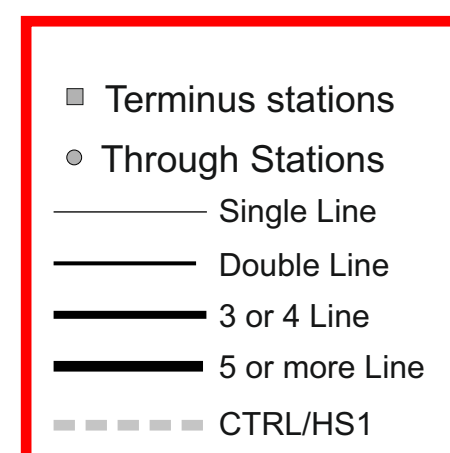 Terminus stations
Through Stations
Single Line
Double Line
3 or 4 Line
5 or more Line
CTRL/HS1